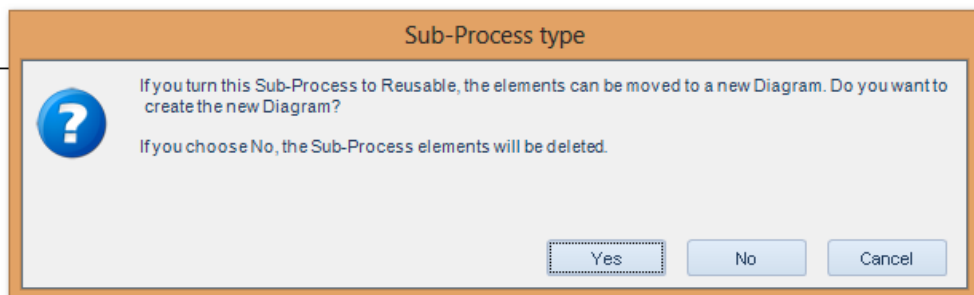 Sub-Process type
If you turn this Sub-Process to Reusable, the elements can be moved to a new Diagram. Do you want to
create the new Diagram?
If you choose No, the Sub-Process elements will be deleted.
Yes No Cancel